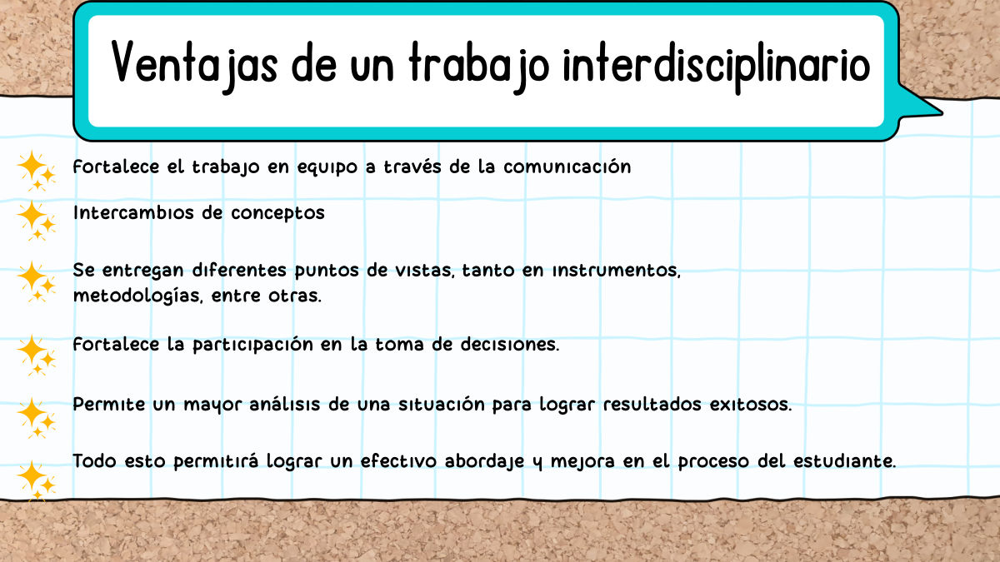 Ventajas de un trabajo interdisciplinario
Fortalece el trabajo en equipo a través de la comunicación
Intercambios de conceptos
Se entregan diferentes puntos de vistas, tanto en instrumentos,
metodologías, entre otras.
Fortalece la participación en la toma de decisiones.
Permite un mayor análisis de una situación para lograr resultados exitosos.
Todo esto permitirá lograr un efectivo abordaje y mejora en el proceso del estudiante.